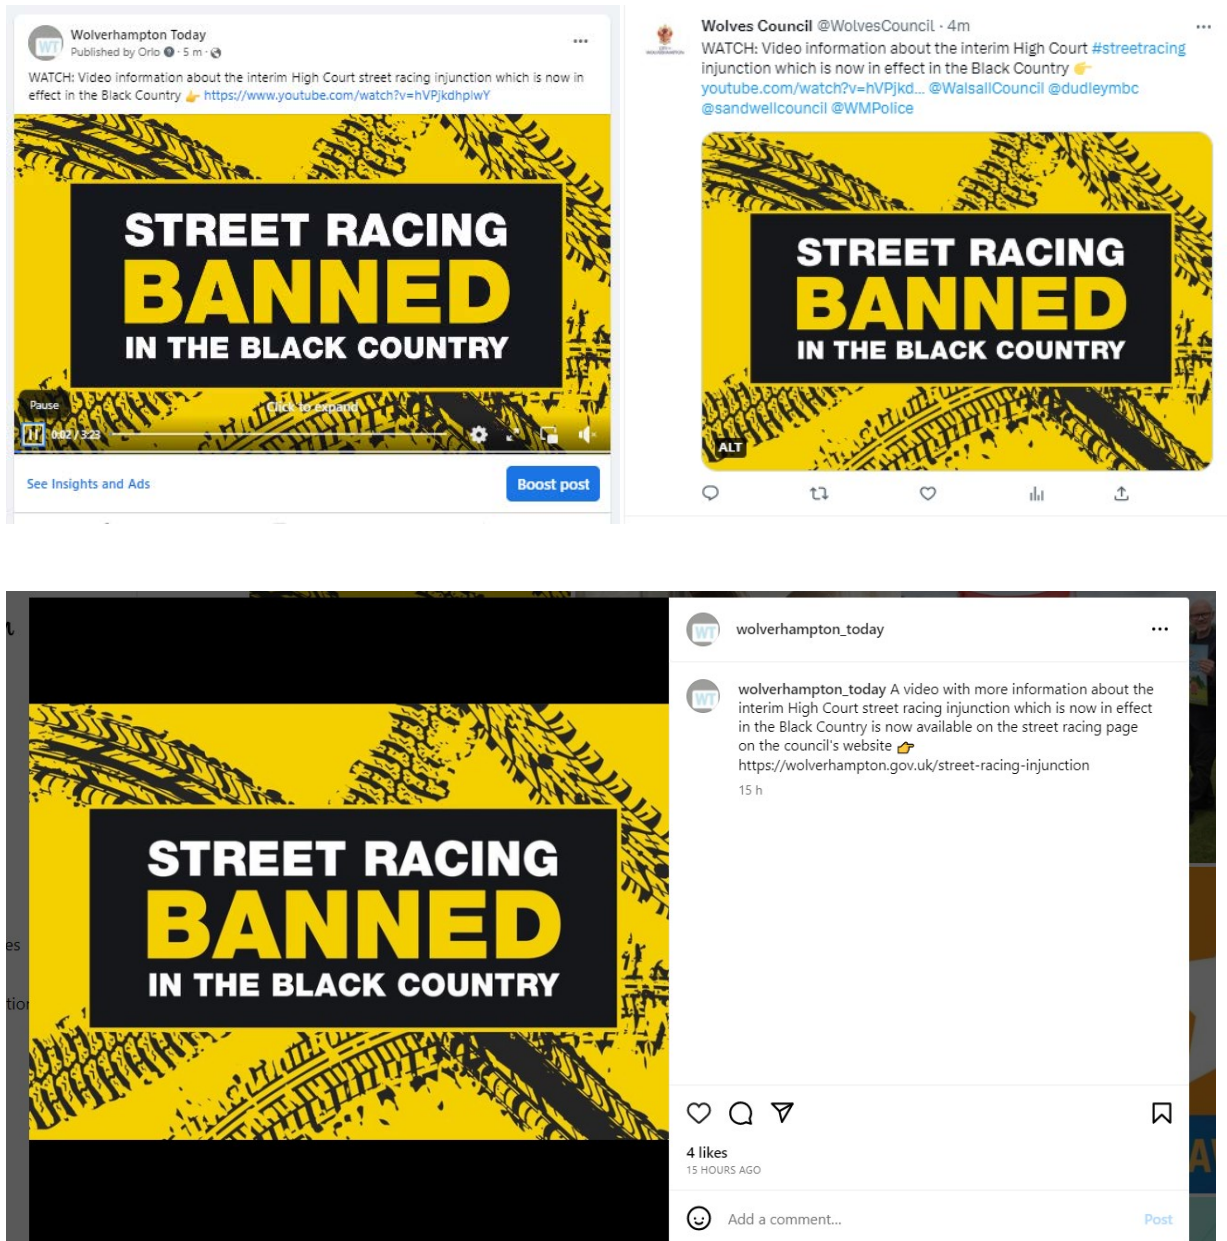 WT
Wolverhampton Today
Published by Orlo · 5 m ·
WATCH: Video information about the interim High Court street racing injunction which is now in
effect in the Black Country 👉 https://www.youtube.com/watch?v=hVPjkdhpiwY
STREET RACING
BANNED
IN THE BLACK COUNTRY
Pause
Click to expand
0:02 / 3:23
See Insights and Ads
Boost post
Wolves Council @WolvesCouncil · 4m
WATCH: Video information about the interim High Court #streetracing
injunction which is now in effect in the Black Country 👉
youtube.com/watch?v=hVPjkd... @WalsallCouncil @dudleymbc
@sandwellcouncil @WMPolice
STREET RACING
BANNED
IN THE BLACK COUNTRY
ALT
STREET RACING
BANNED
IN THE BLACK COUNTRY
WT
wolverhampton_today
WT
wolverhampton_today A video with more information about the
interim High Court street racing injunction which is now in effect
in the Black Country is now available on the street racing page
on the council's website 👉
https://wolverhampton.gov.uk/street-racing-injunction
15 h
4 likes
15 HOURS AGO
Add a comment...
Post